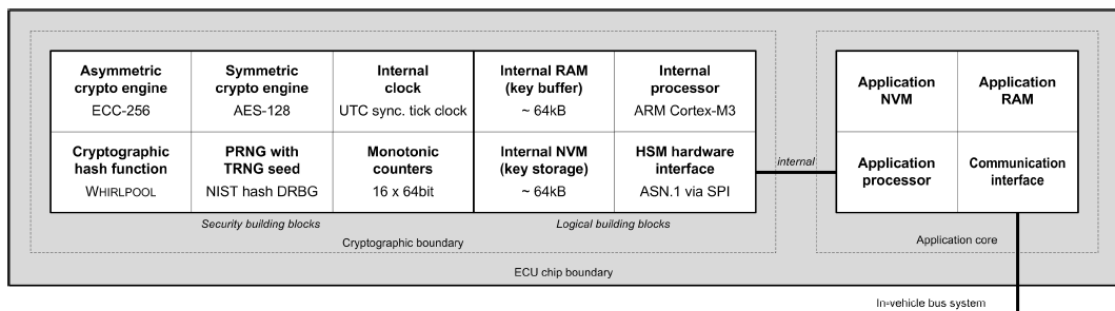 Asymmetric
crypto engine
ECC-256
Symmetric
crypto engine
AES-128
Internal
clock
UTC sync. tick clock
Internal RAM
(key buffer)
~ 64kB
Internal
processor
ARM Cortex-M3
Cryptographic
hash function
WHIRLPOOL
PRNG with
TRNG seed
NIST hash DRBG
Monotonic
counters
16 x 64bit
Internal NVM
(key storage)
~ 64kB
HSM hardware
interface
ASN.1 via SPI
Security building blocks
Logical building blocks
Cryptographic boundary
internal
Application
NVM
Application
RAM
Application
processor
Communication
interface
Application core
ECU chip boundary
In-vehicle bus system